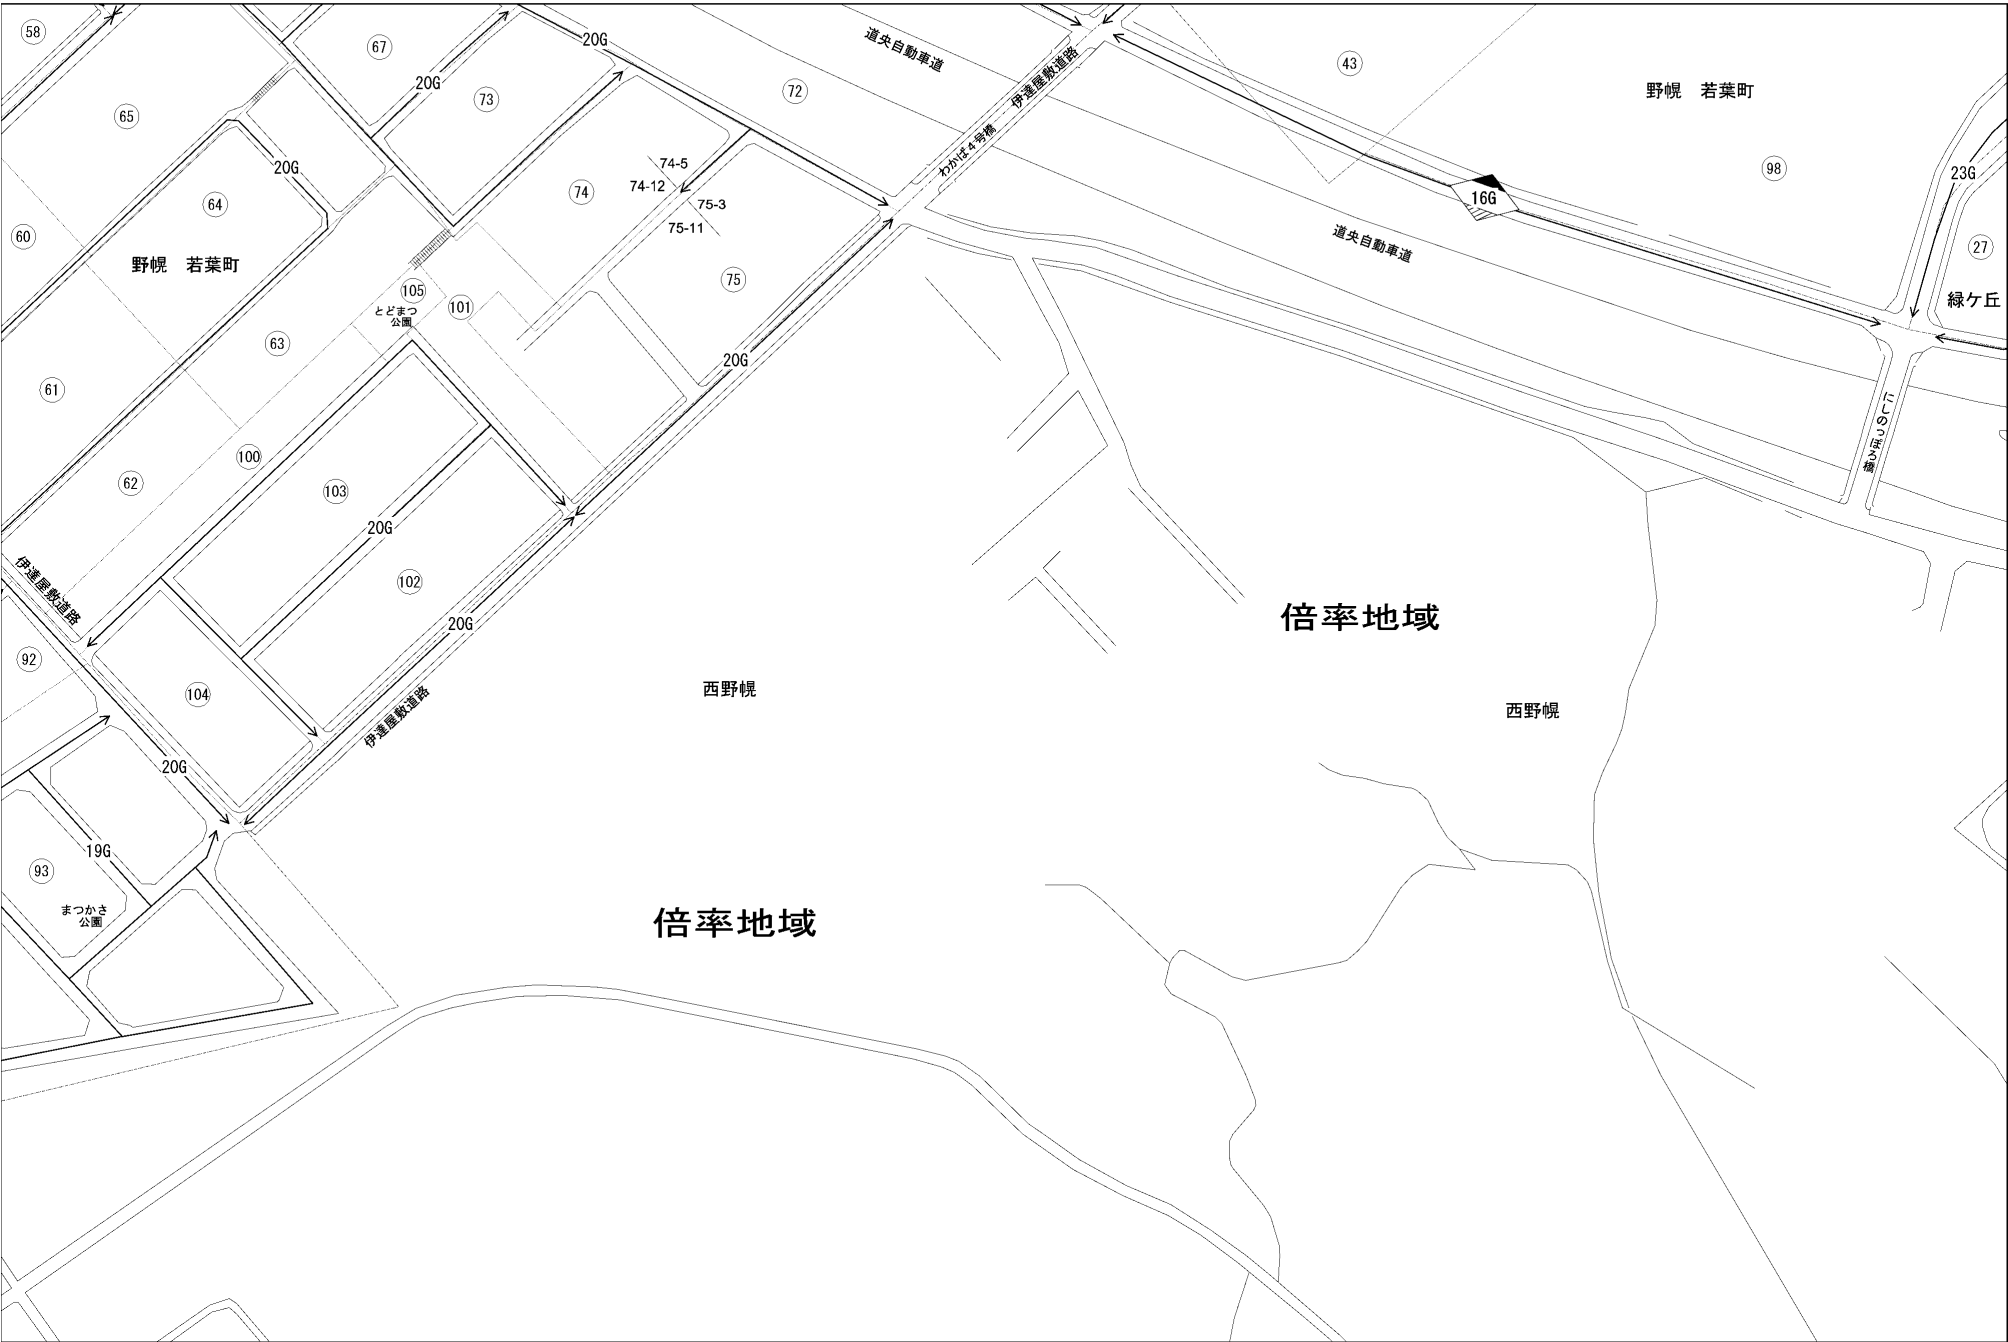 58
67
20G
道央自動車道
伊達屋敷道路
43
野幌 若葉町
20G
73
72
65
わかば4号橋
20G
74-5
74-12
74
75-3
75-11
98
16G
23G
64
60
野幌 若葉町
道央自動車道
27
緑ケ丘
75
105
101
とどまつ
公園
63
20G
61
にしのっぽろ橋
100
62
103
20G
102
伊達屋敷道路
20G
倍率地域
92
104
伊達屋敷道路
西野幌
西野幌
20G
19G
93
まつかさ
公園
倍率地域